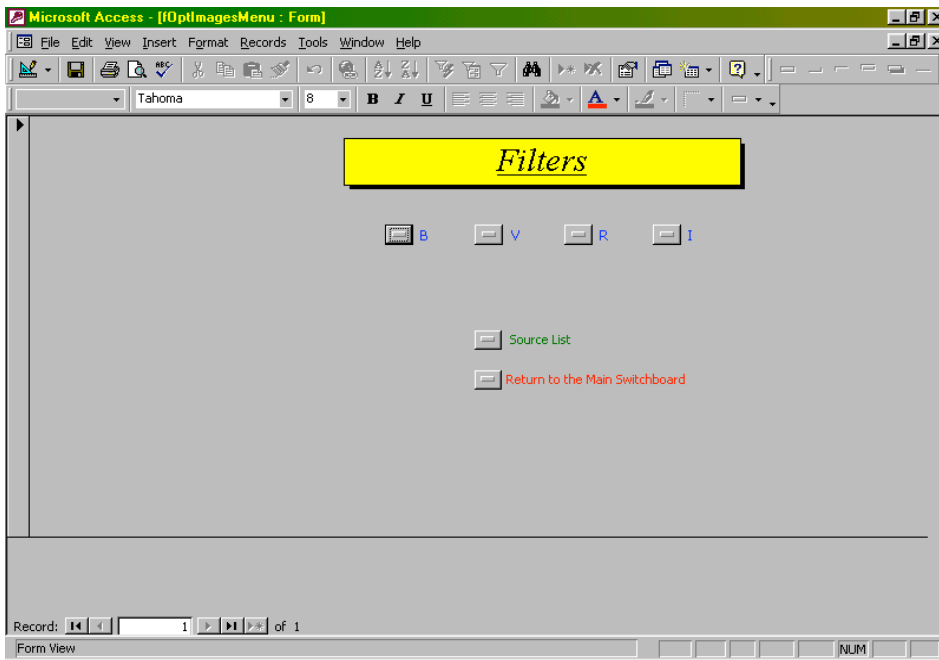 Microsoft Access - [fOptImagesMenu : Form]
File Edit View Insert Format Records Tools Window Help
Tahoma 8 B I U A
Filters
B V R I
Source List
Return to the Main Switchboard
Record: 1 of 1
Form View NUM